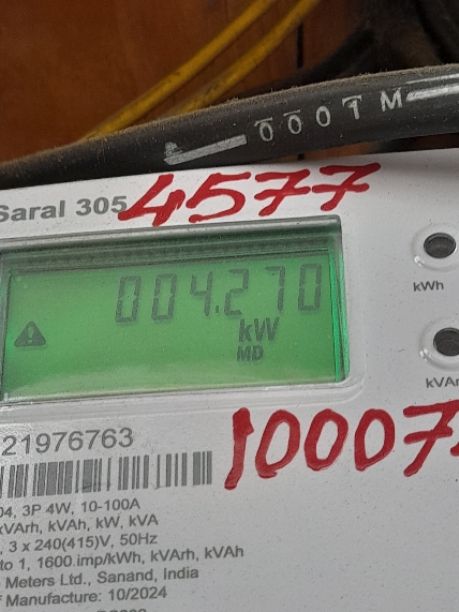 0001 M
Saral 305
4577
004.270
kW
MD
kWh
kVAr
21976763
10007
04, 3P 4W, 10-100A
kVArh, kVAh, kW, kVA
, 3 x 240(415)V, 50Hz
to 1, 1600.imp/kWh, kVArh, kVAh
Meters Ltd., Sanand, India
f Manufacture: 10/2024